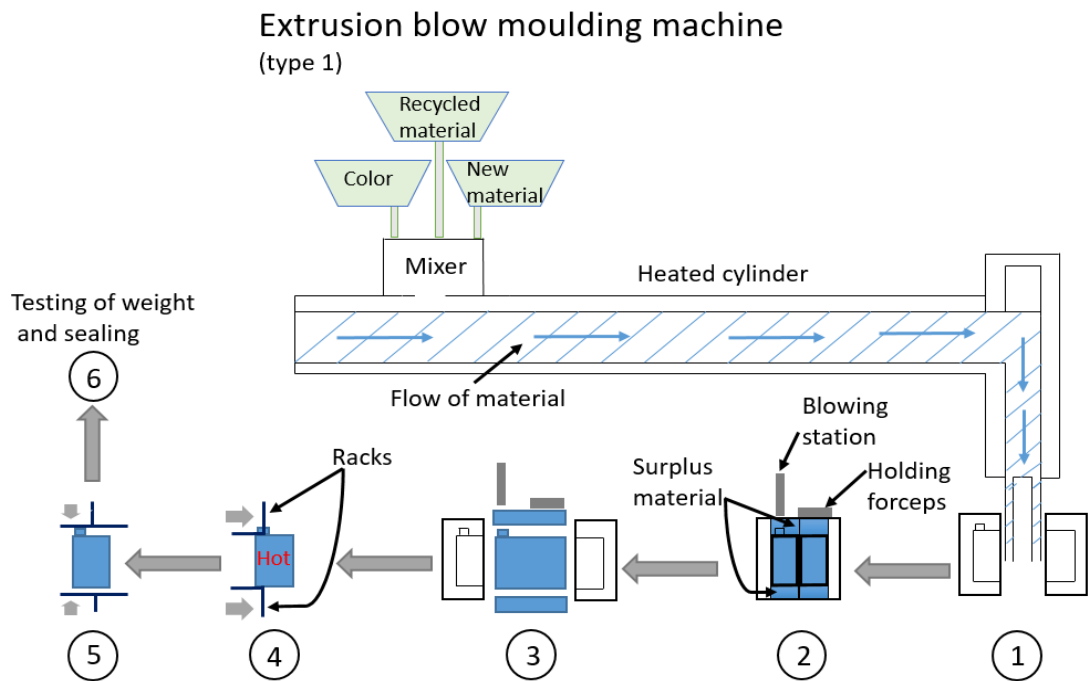 Extrusion blow moulding machine
(type 1)
Recycled
material
Color
New
material
Mixer
Heated cylinder
Testing of weight
and sealing
6
Flow of material
Blowing
station
Racks
Surplus
material
Holding
forceps
Hot
5
4
3
2
1